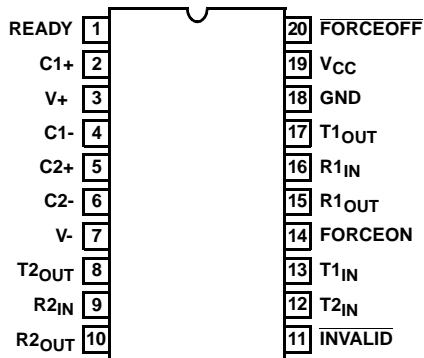 READY 1 20 FORCEOFF
C1+ 2 19 VCC
V+ 3 18 GND
C1- 4 17 T1OUT
C2+ 5 16 R1IN
C2- 6 15 R1OUT
V- 7 14 FORCEON
T2OUT 8 13 T1IN
R2IN 9 12 T2IN
R2OUT 10 11 INVALID